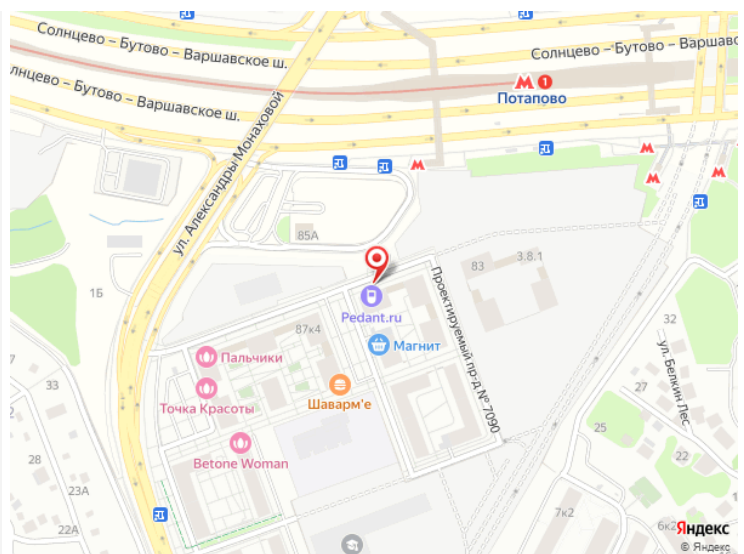 Солнцево – Бутово – Варшавское ш.
Солнцево – Бутово – Варшавс
лнцево – Бутово – Варшавское ш.
М 1
Потапово
ул. Александры Монаховой
М
М
М
М
85А
1Б
83
3.8.1
Проектируемый пр-д № 7090
Pedant.ru
87к4
Магнит
Пальчики
Точка Красоты
Шаварм'е
Betone Woman
32
ул. Белкин Лес
27
25
22
33
28
23А
22А
7к2
6к2
Яндекс
© Яндекс